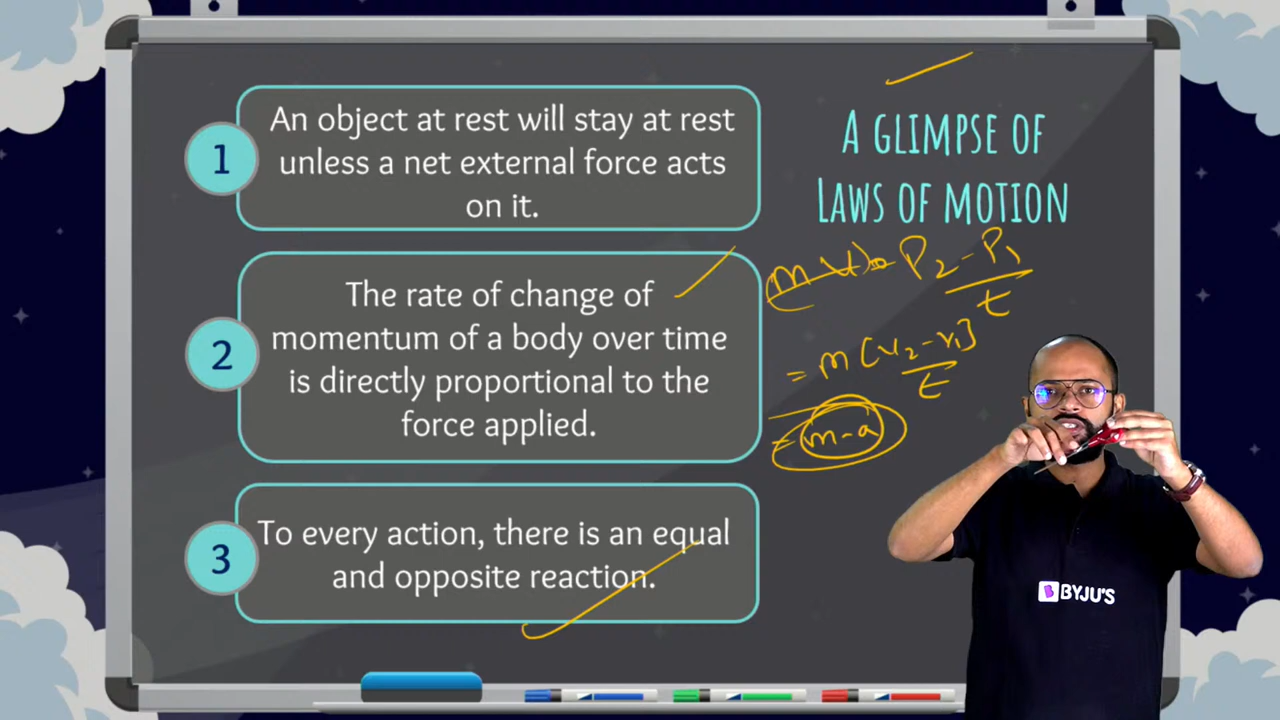 1
An object at rest will stay at rest
unless a net external force acts
on it.
2
The rate of change of
momentum of a body over time
is directly proportional to the
force applied.
3
To every action, there is an equal
and opposite reaction.
A GLIMPSE OF
LAWS OF MOTION
P2 - P1
t
= m (v2 - v1)
t
= m-a
BYJU'S